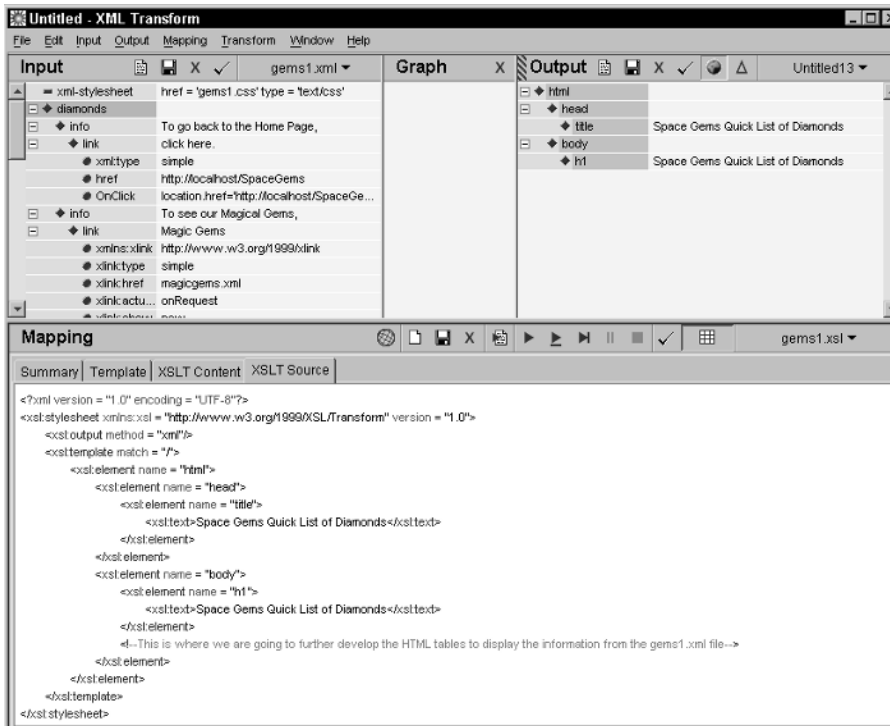 Untitled - XML Transform
File Edit Input Output Mapping Transform Window Help
Input X gems1.xml
xml-stylesheet href = 'gems1.css' type = 'text/css'
diamonds
info To go back to the Home Page,
link click here.
xml:type simple
href http://localhost/SpaceGems
OnClick location.href='http://localhost/SpaceGe...
info To see our Magical Gems,
link Magic Gems
xmlns:xlink http://www.w3.org/1999/xlink
xlink:type simple
xlink:href magicgems.xml
xlink:actu... onRequest
xlink:show new
Graph X
Output X Untitled13
html
head
title Space Gems Quick List of Diamonds
body
h1 Space Gems Quick List of Diamonds
Mapping X gems1.xsl
Summary Template XSLT Content XSLT Source
<?xml version = "1.0" encoding = "UTF-8"?>
<xsl:stylesheet xmlns:xsl = "http://www.w3.org/1999/XSL/Transform" version = "1.0">
<xsl:output method = "xml"/>
<xsl:template match = "/">
<xsl:element name = "html">
<xsl:element name = "head">
<xsl:element name = "title">
<xsl:text>Space Gems Quick List of Diamonds</xsl:text>
</xsl:element>
</xsl:element>
<xsl:element name = "body">
<xsl:element name = "h1">
<xsl:text>Space Gems Quick List of Diamonds</xsl:text>
</xsl:element>
<!--This is where we are going to further develop the HTML tables to display the information from the gems1.xml file-->
</xsl:element>
</xsl:element>
</xsl:template>
</xsl:stylesheet>